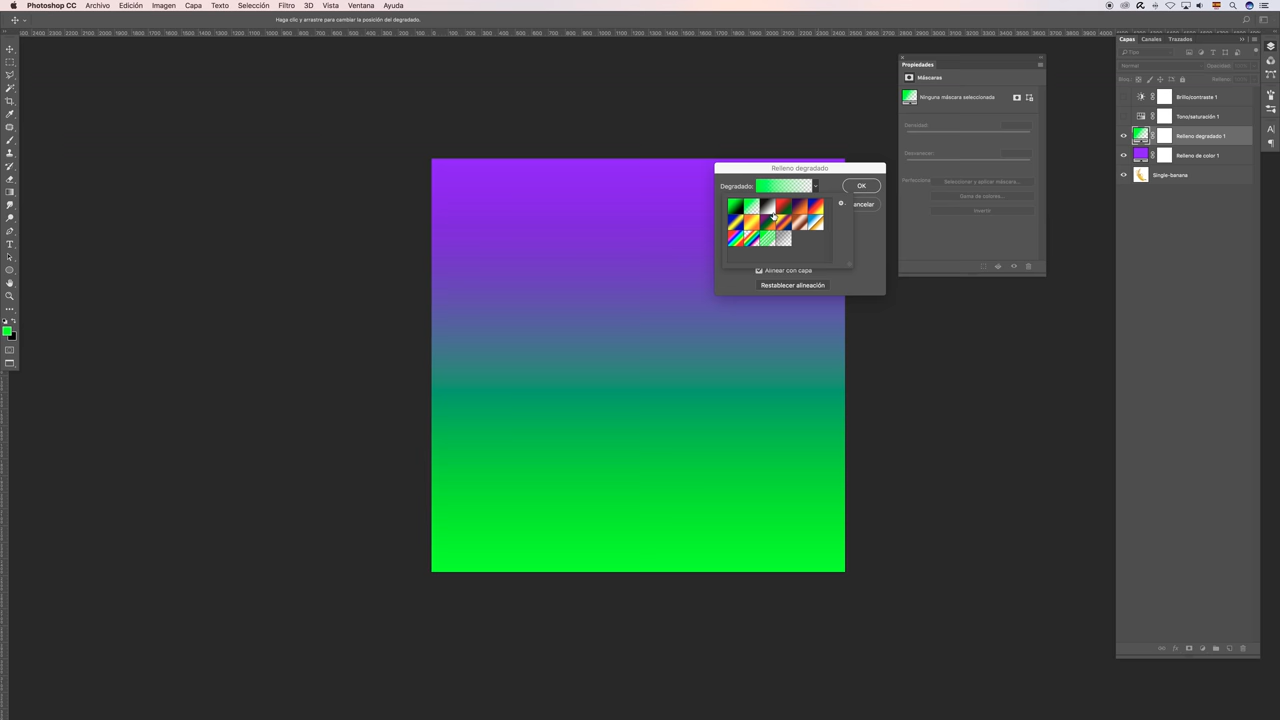 Photoshop CC Archivo Edición Imagen Capa Texto Selección Filtro 3D Vista Ventana Ayuda
Haga clic y arrastre para cambiar la posición del degradado.
Capas Canales Trazados
Tipo
Normal Opacidad:
Bloq.: Relleno:
Brillo/contraste 1
Tono/saturación 1
Relleno degradado 1
Relleno de color 1
Single-banana
Propiedades
Máscaras
Ninguna máscara seleccionada
Densidad:
Desvanecer:
Seleccionar y aplicar máscara...
Gama de colores...
Invertir
Relleno degradado
Degradado: OK
Alinear con capa
Restablecer alineación